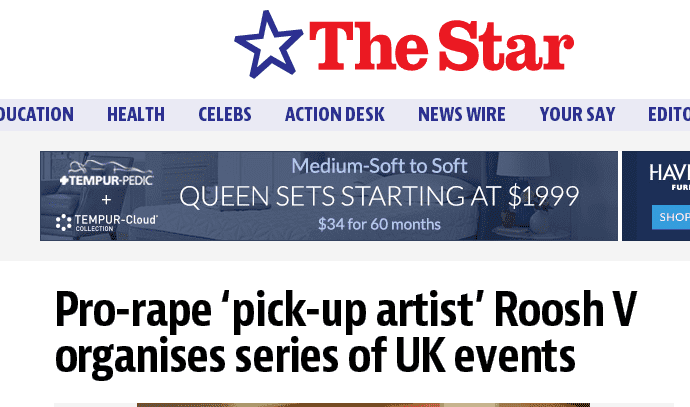 The Star
DUCATION HEALTH CELEBS ACTION DESK NEWS WIRE YOUR SAY EDITO
TEMPUR-PEDIC
+
TEMPUR-Cloud®
COLLECTION
Medium-Soft to Soft
QUEEN SETS STARTING AT $1999
$34 for 60 months
HAVE
FUR
SHOP
Pro-rape ‘pick-up artist’ Roosh V
organises series of UK events